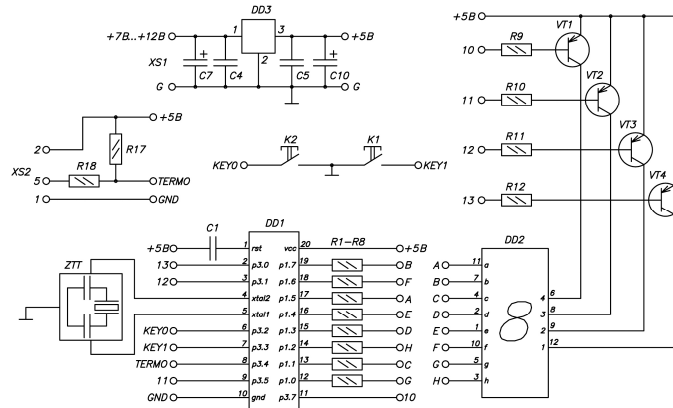 DD3
+7В...+12В
1
3
+5В
2
XS1
C7
C4
C5
C10
G
G
+5В
2
R17
XS2
5
R18
TERMO
1
GND
K2
K1
KEY0
KEY1
+5В
VT1
10
R9
VT2
11
R10
VT3
12
R11
VT4
13
R12
DD1
C1
R1-R8
+5В 1 rst vcc 20 +5В
13 2 p3.0 p1.7 19 B
12 3 p3.1 p1.6 18 F
4 xtal2 p1.5 17 A
5 xtal1 p1.4 16 E
KEY0 6 p3.2 p1.3 15 D
KEY1 7 p3.3 p1.2 14 H
TERMO 8 p3.4 p1.1 13 C
11 9 p3.5 p1.0 12 G
GND 10 gnd p3.7 11 10
ZTT
DD2
A 11 a
B 7 b
C 4 c 4 6
D 2 d 3 8
E 1 e 2 9
F 10 f 1 12
G 5 g
H 3 h
8